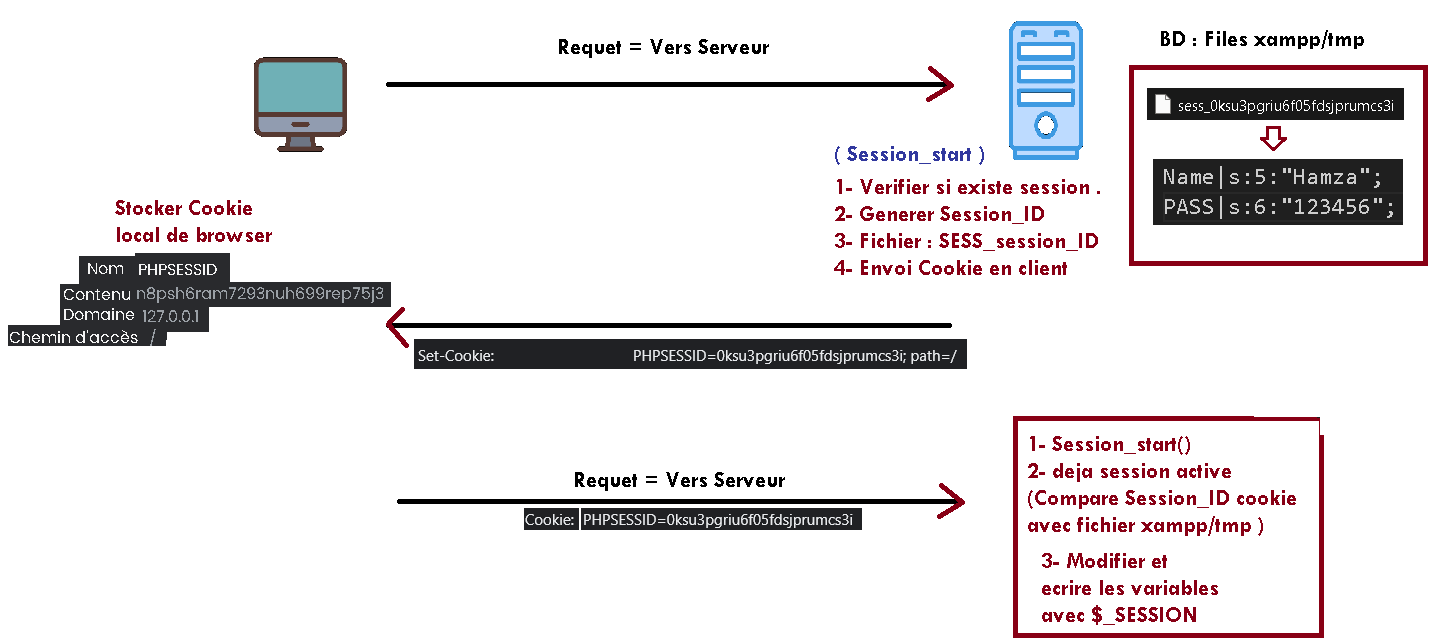 Requet = Vers Serveur
BD : Files xampp/tmp
sess_0ksu3pgriu6f05fdsjprumcs3i
Name|s:5:"Hamza";
PASS|s:6:"123456";
( Session_start )
1- Verifier si existe session .
2- Generer Session_ID
3- Fichier : SESS_session_ID
4- Envoi Cookie en client
Stocker Cookie
local de browser
Nom PHPSESSID
Contenu n8psh6ram7293nuh699rep75j3
Domaine 127.0.0.1
Chemin d'accès /
Set-Cookie: PHPSESSID=0ksu3pgriu6f05fdsjprumcs3i; path=/
Requet = Vers Serveur
Cookie: PHPSESSID=0ksu3pgriu6f05fdsjprumcs3i
1- Session_start()
2- deja session active
(Compare Session_ID cookie
avec fichier xampp/tmp )
3- Modifier et
ecrire les variables
avec $_SESSION